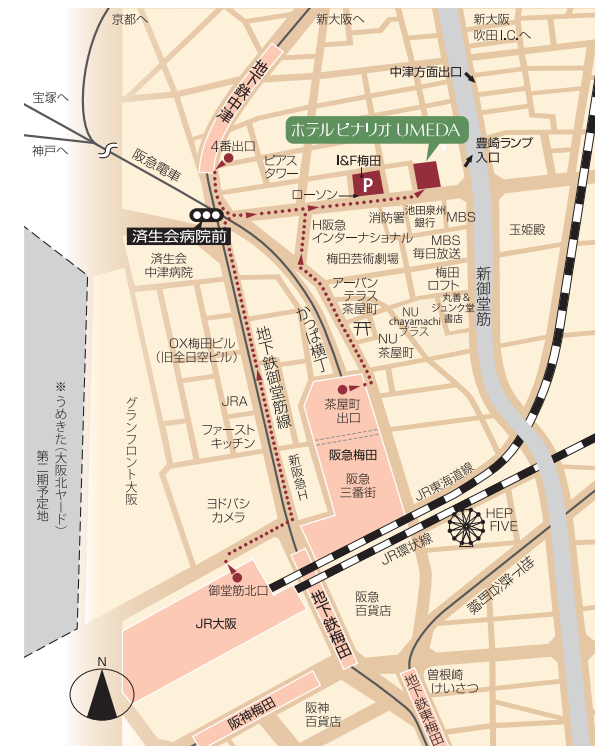 京都へ
新大阪へ
新大阪
吹田I.C.へ
中津方面出口
宝塚へ
神戸へ
阪急電車
地下鉄中津
4番出口
ピアス
タワー
ホテル ピナリオ UMEDA
I&F梅田
P
豊崎ランプ
入口
ローソン
済生会病院前
済生会
中津病院
H阪急
インターナショナル
消防署
池田泉州
銀行
MBS
MBS
毎日放送
玉姫殿
梅田芸術劇場
梅田
ロフト
丸善&
ジュンク堂
書店
新御堂筋
アーバン
テラス
茶屋町
NU
chayamachi
プラス
NU
茶屋町
かっぱ横丁
地下鉄御堂筋線
OX梅田ビル
(旧全日空ビル)
JRA
ファースト
キッチン
新阪急H
茶屋町
出口
阪急梅田
阪急
三番街
グランフロント大阪
※うめきた(大阪北ヤード)
第二期予定地
ヨドバシ
カメラ
JR東海道線
JR環状線
HEP
FIVE
御堂筋北口
JR大阪
地下鉄梅田
阪急
百貨店
地下鉄谷町線
曽根崎
けいさつ
地下鉄東梅田
阪神梅田
阪神
百貨店
N